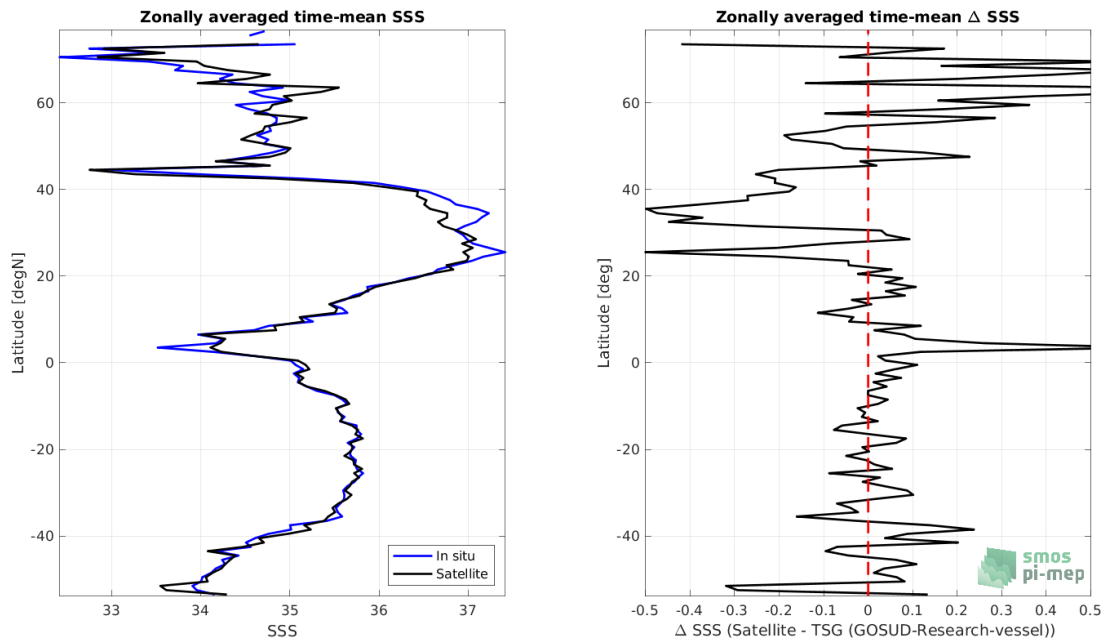 Zonally averaged time-mean SSS
Latitude [degN]
60
40
20
0
-20
-40
33
34
35
36
37
SSS
In situ
Satellite
Zonally averaged time-mean Δ SSS
Latitude [deg]
60
40
20
0
-20
-40
-0.5
-0.4
-0.3
-0.2
-0.1
0
0.1
0.2
0.3
0.4
0.5
Δ SSS (Satellite - TSG (GOSUD-Research-vessel))
smos
pi-mep